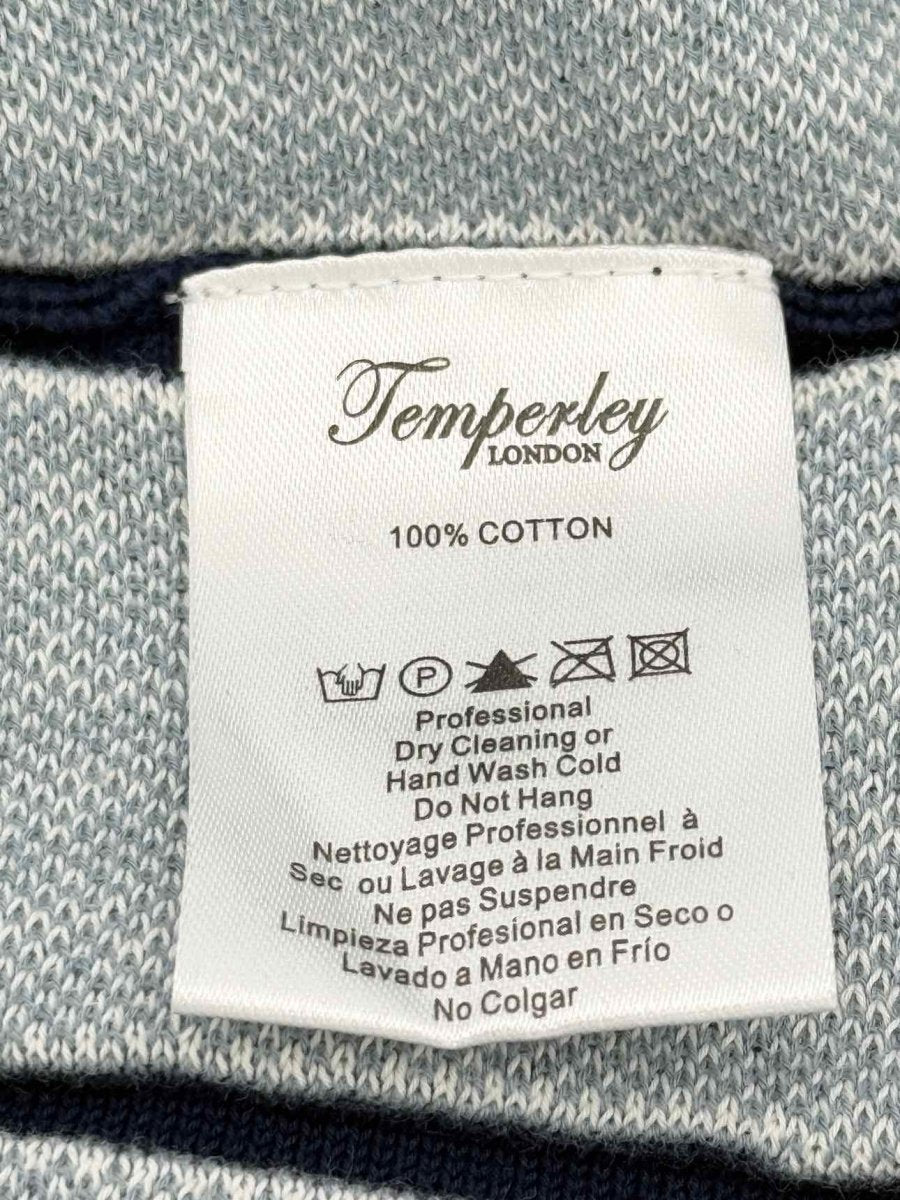 Temperley
LONDON
100% COTTON
P
Professional
Dry Cleaning or
Hand Wash Cold
Do Not Hang
Nettoyage Professionnel à
Sec ou Lavage à la Main Froid
Ne pas Suspendre
Limpieza Profesional en Seco o
Lavado a Mano en Frío
No Colgar